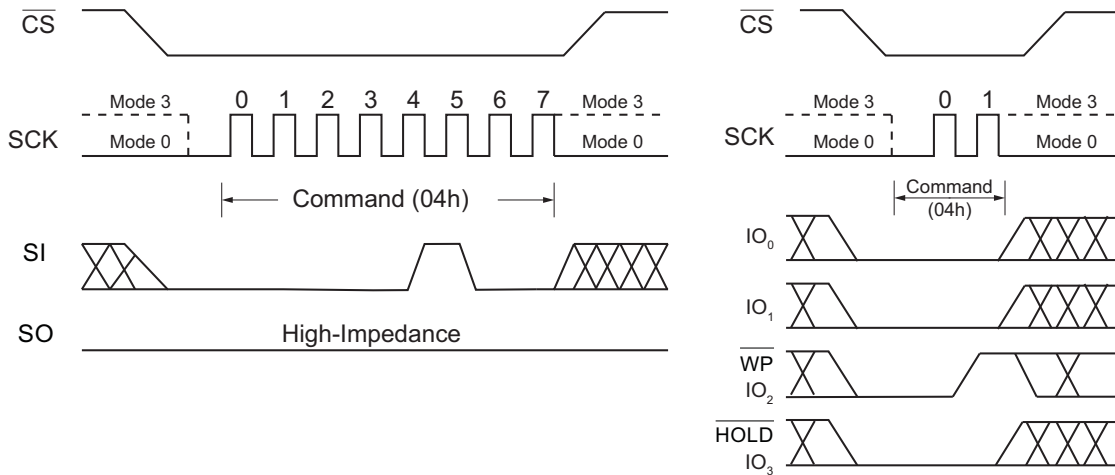 CS
Mode 3
0 1 2 3 4 5 6 7
Mode 3
SCK
Mode 0
Mode 0
Command (04h)
SI
SO
High-Impedance
CS
Mode 3
0 1
Mode 3
SCK
Mode 0
Mode 0
Command
(04h)
IO0
IO1
WP
IO2
HOLD
IO3